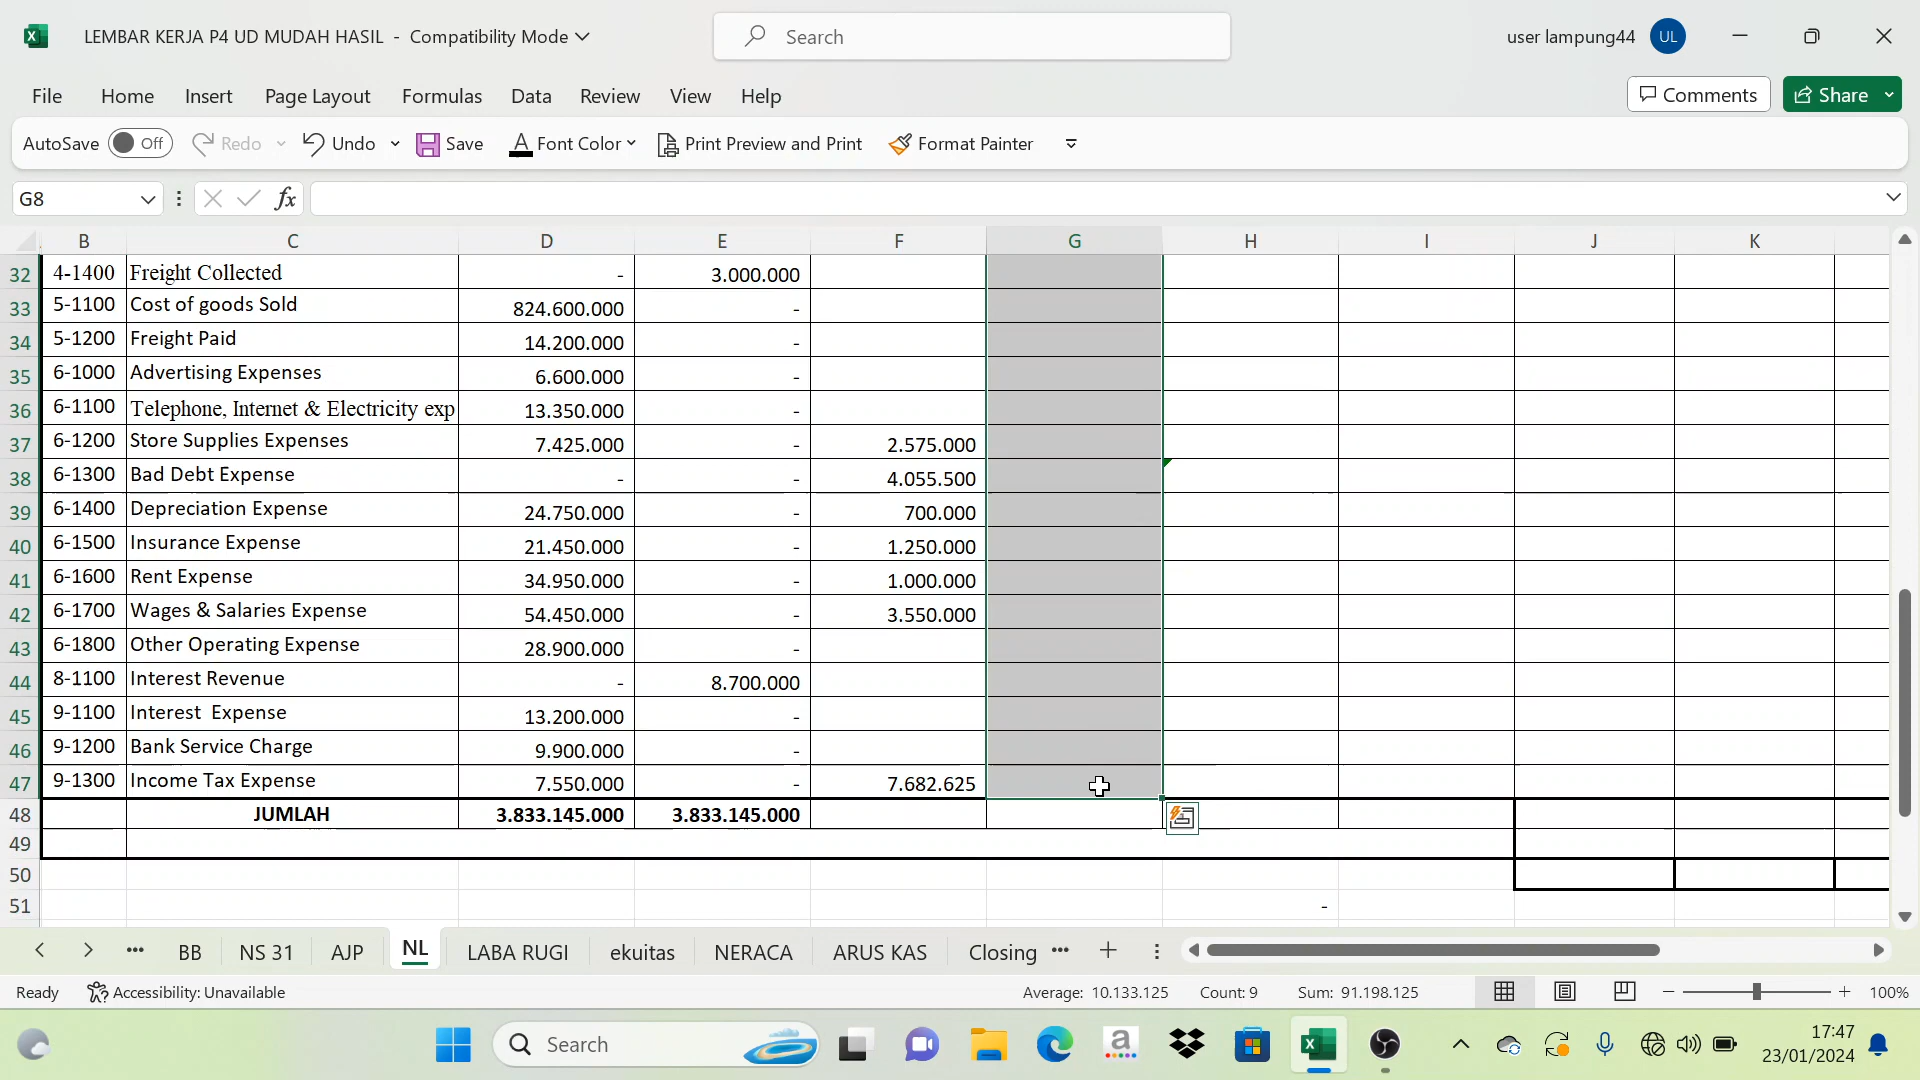 LEMBAR KERJA P4 UD MUDAH HASIL - Compatibility Mode
Search
user lampung44 UL
File Home Insert Page Layout Formulas Data Review View Help
Comments Share
AutoSave Off Redo Undo Save Font Color Print Preview and Print Format Painter
G8 fx
B C D E F G H I J K
32 4-1400 Freight Collected - 3.000.000
33 5-1100 Cost of goods Sold 824.600.000 -
34 5-1200 Freight Paid 14.200.000 -
35 6-1000 Advertising Expenses 6.600.000 -
36 6-1100 Telephone, Internet & Electricity exp 13.350.000 -
37 6-1200 Store Supplies Expenses 7.425.000 - 2.575.000
38 6-1300 Bad Debt Expense - - 4.055.500
39 6-1400 Depreciation Expense 24.750.000 - 700.000
40 6-1500 Insurance Expense 21.450.000 - 1.250.000
41 6-1600 Rent Expense 34.950.000 - 1.000.000
42 6-1700 Wages & Salaries Expense 54.450.000 - 3.550.000
43 6-1800 Other Operating Expense 28.900.000 -
44 8-1100 Interest Revenue - 8.700.000
45 9-1100 Interest Expense 13.200.000 -
46 9-1200 Bank Service Charge 9.900.000 -
47 9-1300 Income Tax Expense 7.550.000 - 7.682.625
48 JUMLAH 3.833.145.000 3.833.145.000
49
50
51 -
BB NS 31 AJP NL LABA RUGI ekuitas NERACA ARUS KAS Closing
Ready Accessibility: Unavailable Average: 10.133.125 Count: 9 Sum: 91.198.125 100%
Search a 17:47
23/01/2024